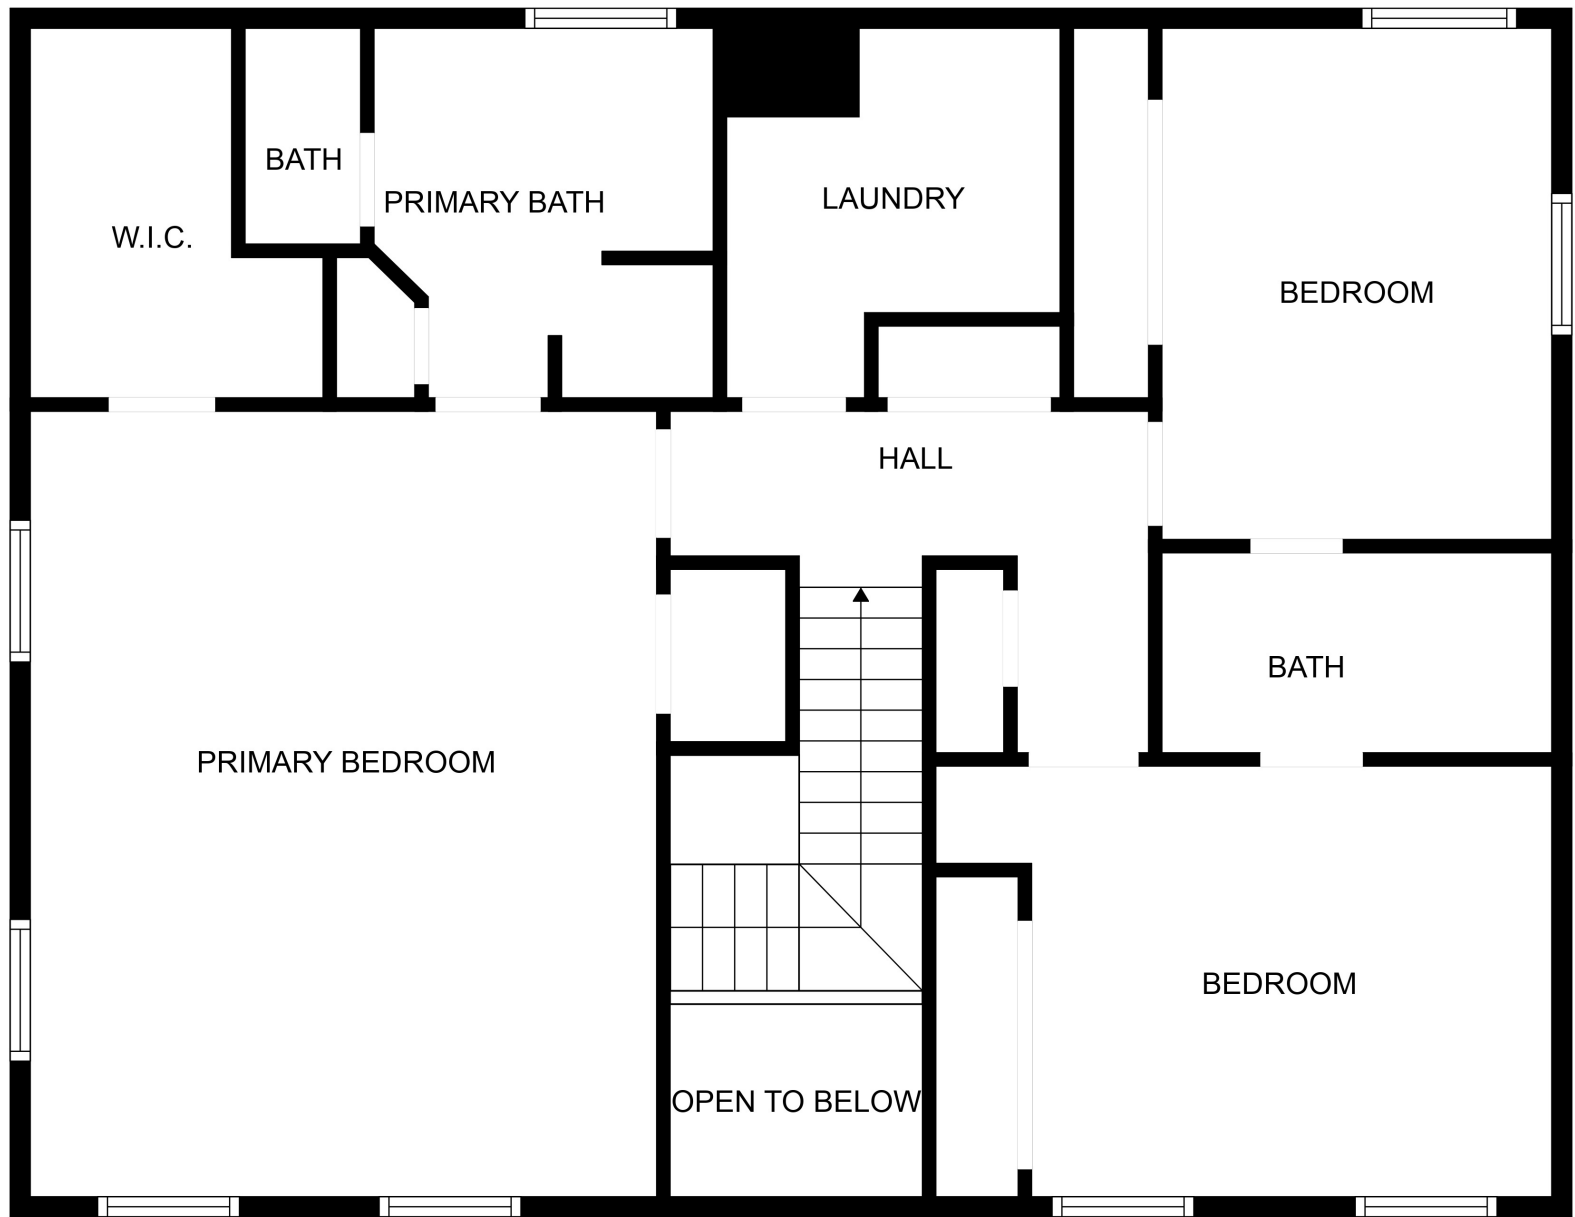 BATH
PRIMARY BATH
LAUNDRY
W.I.C.
BEDROOM
HALL
BATH
PRIMARY BEDROOM
BEDROOM
OPEN TO BELOW